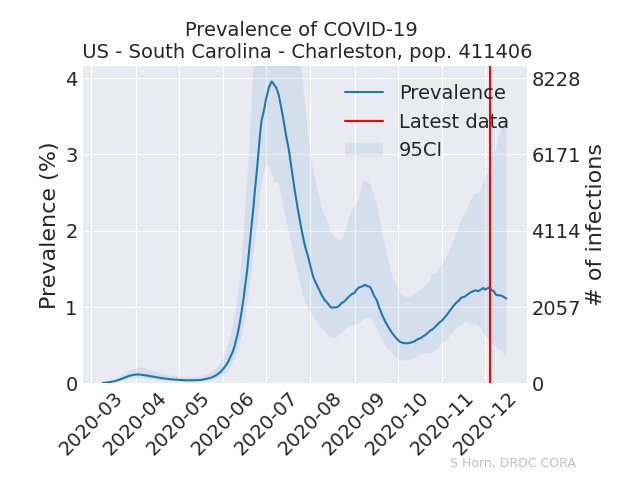 Prevalence of COVID-19
US - South Carolina - Charleston, pop. 411406
Prevalence (%)
4
3
2
1
0
Prevalence
Latest data
95CI
8228
6171
4114
2057
0
# of infections
2020-03
2020-04
2020-05
2020-06
2020-07
2020-08
2020-09
2020-10
2020-11
2020-12
S Horn, DRDC CORA